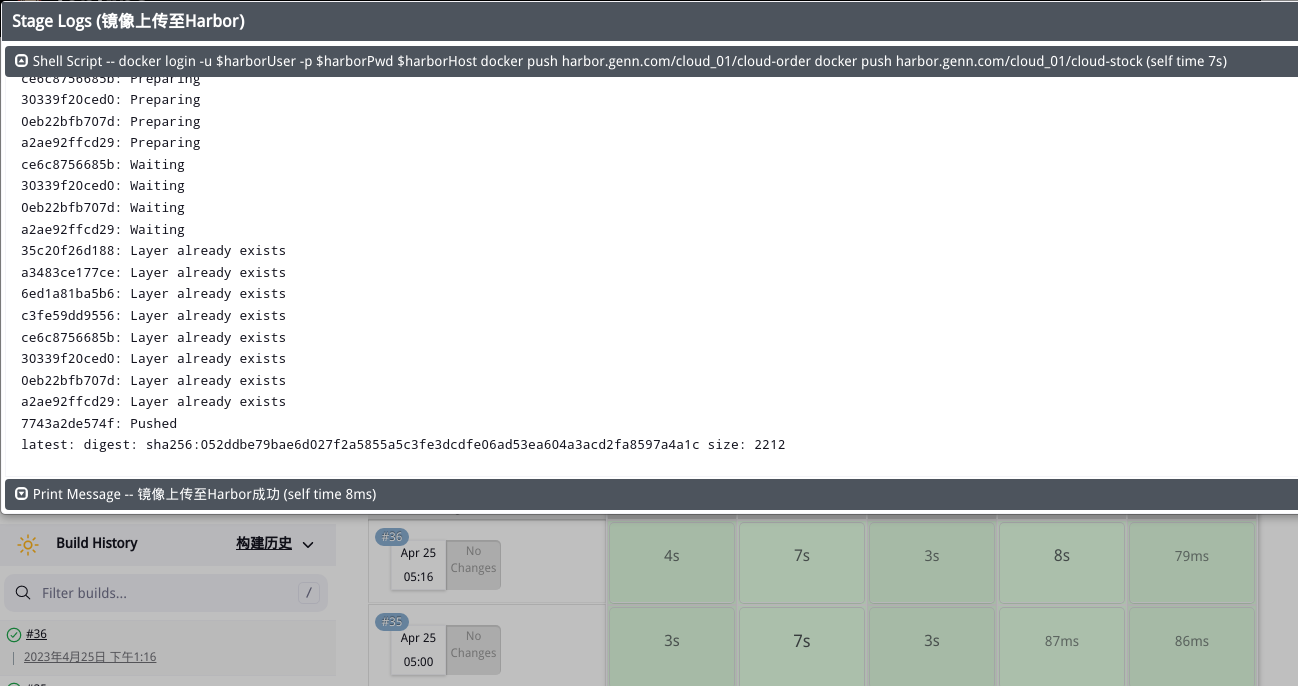 Stage Logs (镜像上传至Harbor)
Shell Script -- docker login -u $harborUser -p $harborPwd $harborHost docker push harbor.genn.com/cloud_01/cloud-order docker push harbor.genn.com/cloud_01/cloud-stock (self time 7s)
ce6c8756685b: Preparing
30339f20ced0: Preparing
0eb22bfb707d: Preparing
a2ae92ffcd29: Preparing
ce6c8756685b: Waiting
30339f20ced0: Waiting
0eb22bfb707d: Waiting
a2ae92ffcd29: Waiting
35c20f26d188: Layer already exists
a3483ce177ce: Layer already exists
6ed1a81ba5b6: Layer already exists
c3fe59dd9556: Layer already exists
ce6c8756685b: Layer already exists
30339f20ced0: Layer already exists
0eb22bfb707d: Layer already exists
a2ae92ffcd29: Layer already exists
7743a2de574f: Pushed
latest: digest: sha256:052ddbe79bae6d027f2a5855a5c3fe3dcdfe06ad53ea604a3acd2fa8597a4a1c size: 2212
Print Message -- 镜像上传至Harbor成功 (self time 8ms)
Build History 构建历史
Filter builds... /
#36
2023年4月25日 下午1:16
#36
Apr 25
05:16
No
Changes
4s 7s 3s 8s 79ms
#35
Apr 25
05:00
No
Changes
3s 7s 3s 87ms 86ms